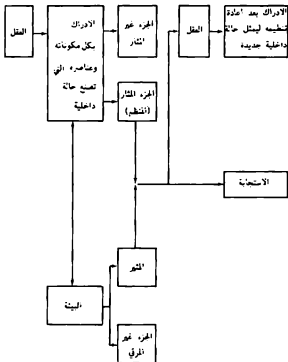 العقل
الادراك
بكل مكوناته
وعناصره التي
تصنع حالة
داخلية
الجزء غير
المثار
الجزء المثار
(المنظم)
العقل
الادراك بعد اعادة
تنظيمه ليمثل حالة
داخلية جديدة
الاستجابة
المثير
البيئة
الجزء غير
المرئي